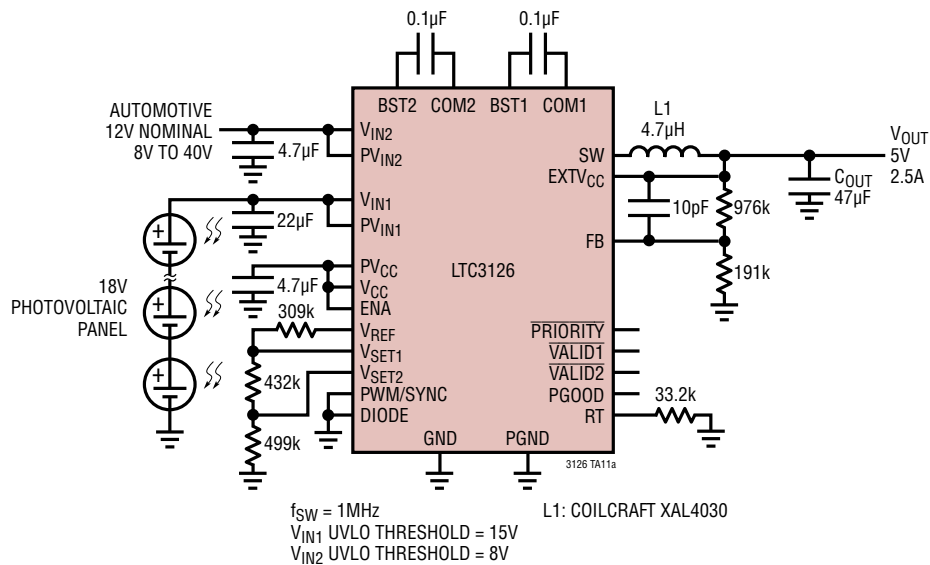 0.1µF
0.1µF
BST2
COM2
BST1
COM1
AUTOMOTIVE
12V NOMINAL
8V TO 40V
4.7µF
VIN2
PVIN2
22µF
VIN1
PVIN1
18V
PHOTOVOLTAIC
PANEL
4.7µF
PVCC
VCC
ENA
309k
VREF
VSET1
432k
VSET2
PWM/SYNC
DIODE
499k
LTC3126
GND
PGND
L1
4.7µH
SW
EXTVCC
10pF
976k
FB
191k
VOUT
5V
2.5A
COUT
47µF
PRIORITY
VALID1
VALID2
PGOOD
RT
33.2k
3126 TA11a
fSW = 1MHz
VIN1 UVLO THRESHOLD = 15V
VIN2 UVLO THRESHOLD = 8V
L1: COILCRAFT XAL4030